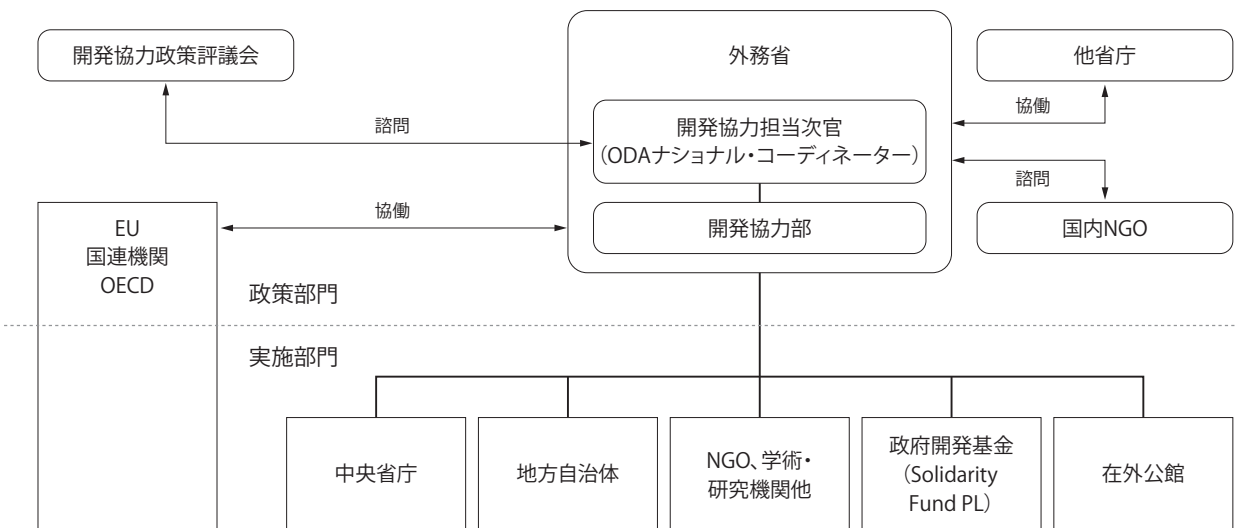 開発協力政策評議会
外務省
他省庁
協働
諮問
開発協力担当次官
（ODAナショナル・コーディネーター）
諮問
協働
開発協力部
国内NGO
EU
国連機関
OECD
政策部門
実施部門
中央省庁
地方自治体
NGO、学術・
研究機関他
政府開発基金
（Solidarity
Fund PL）
在外公館